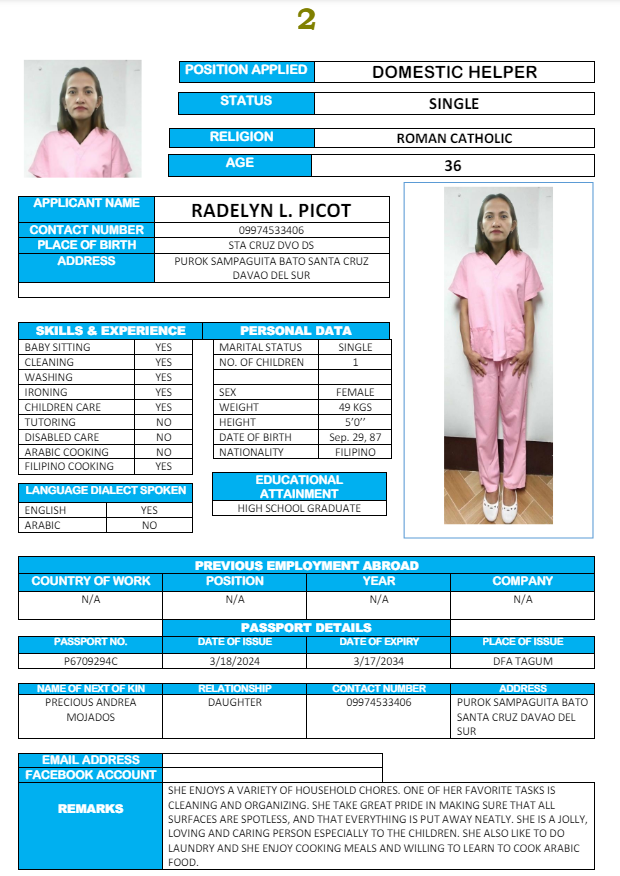 2
POSITION APPLIED DOMESTIC HELPER
STATUS SINGLE
RELIGION ROMAN CATHOLIC
AGE 36
APPLICANT NAME RADELYN L. PICOT
CONTACT NUMBER 09974533406
PLACE OF BIRTH STA CRUZ DVO DS
ADDRESS PUROK SAMPAGUITA BATO SANTA CRUZ
DAVAO DEL SUR
SKILLS & EXPERIENCE
BABY SITTING YES
CLEANING YES
WASHING YES
IRONING YES
CHILDREN CARE YES
TUTORING NO
DISABLED CARE NO
ARABIC COOKING NO
FILIPINO COOKING YES
LANGUAGE DIALECT SPOKEN
ENGLISH YES
ARABIC NO
PERSONAL DATA
MARITAL STATUS SINGLE
NO. OF CHILDREN 1
SEX FEMALE
WEIGHT 49 KGS
HEIGHT 5’0’’
DATE OF BIRTH Sep. 29, 87
NATIONALITY FILIPINO
EDUCATIONAL
ATTAINMENT
HIGH SCHOOL GRADUATE
PREVIOUS EMPLOYMENT ABROAD
COUNTRY OF WORK POSITION YEAR COMPANY
N/A N/A N/A N/A
PASSPORT DETAILS
PASSPORT NO. DATE OF ISSUE DATE OF EXPIRY PLACE OF ISSUE
P6709294C 3/18/2024 3/17/2034 DFA TAGUM
NAME OF NEXT OF KIN RELATIONSHIP CONTACT NUMBER ADDRESS
PRECIOUS ANDREA DAUGHTER 09974533406 PUROK SAMPAGUITA BATO
MOJADOS SANTA CRUZ DAVAO DEL
SUR
EMAIL ADDRESS
FACEBOOK ACCOUNT
REMARKS
SHE ENJOYS A VARIETY OF HOUSEHOLD CHORES. ONE OF HER FAVORITE TASKS IS
CLEANING AND ORGANIZING. SHE TAKE GREAT PRIDE IN MAKING SURE THAT ALL
SURFACES ARE SPOTLESS, AND THAT EVERYTHING IS PUT AWAY NEATLY. SHE IS A JOLLY,
LOVING AND CARING PERSON ESPECIALLY TO THE CHILDREN. SHE ALSO LIKE TO DO
LAUNDRY AND SHE ENJOY COOKING MEALS AND WILLING TO LEARN TO COOK ARABIC
FOOD.